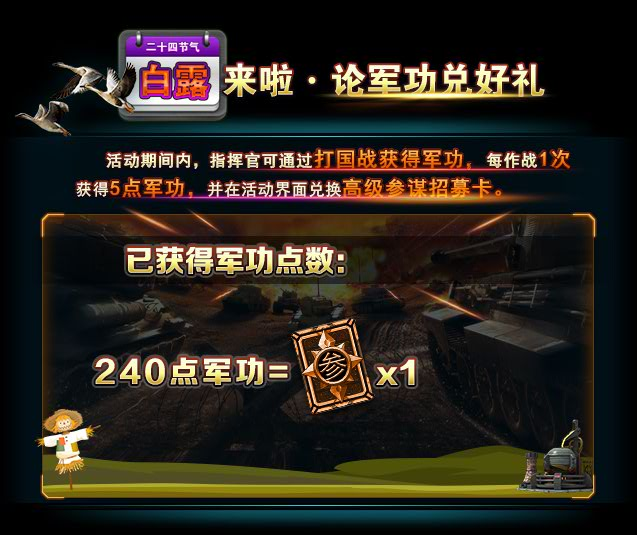 二十四节气
白露来啦·论军功兑好礼
活动期间内，指挥官可通过打国战获得军功，每作战1次
获得5点军功，并在活动界面兑换高级参谋招募卡。
已获得军功点数：
240点军功=参x1